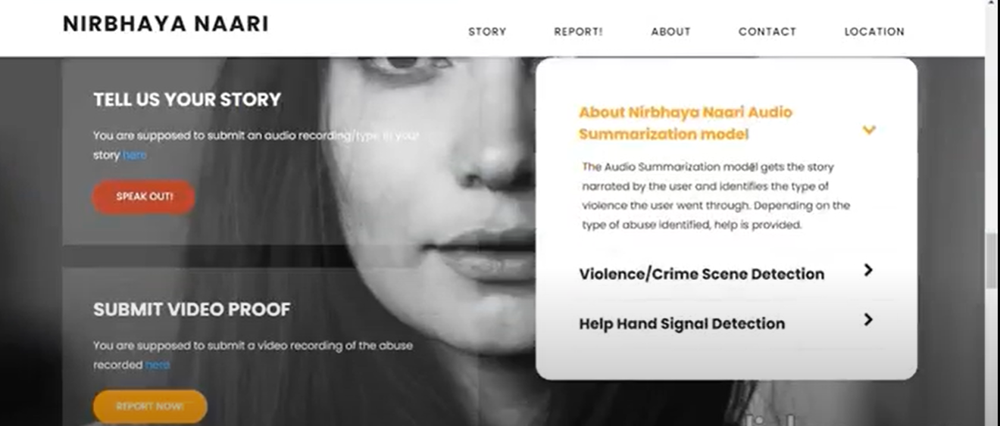 NIRBHAYA NAARI
STORY REPORT! ABOUT CONTACT LOCATION
TELL US YOUR STORY
You are supposed to submit an audio recording/type in your
story here
SPEAK OUT!
SUBMIT VIDEO PROOF
You are supposed to submit a video recording of the abuse
recorded here
REPORT NOW!
About Nirbhaya Naari Audio
Summarization model
The Audio Summarization model gets the story
narrated by the user and identifies the type of
violence the user went through. Depending on the
type of abuse identified, help is provided.
Violence/Crime Scene Detection
Help Hand Signal Detection